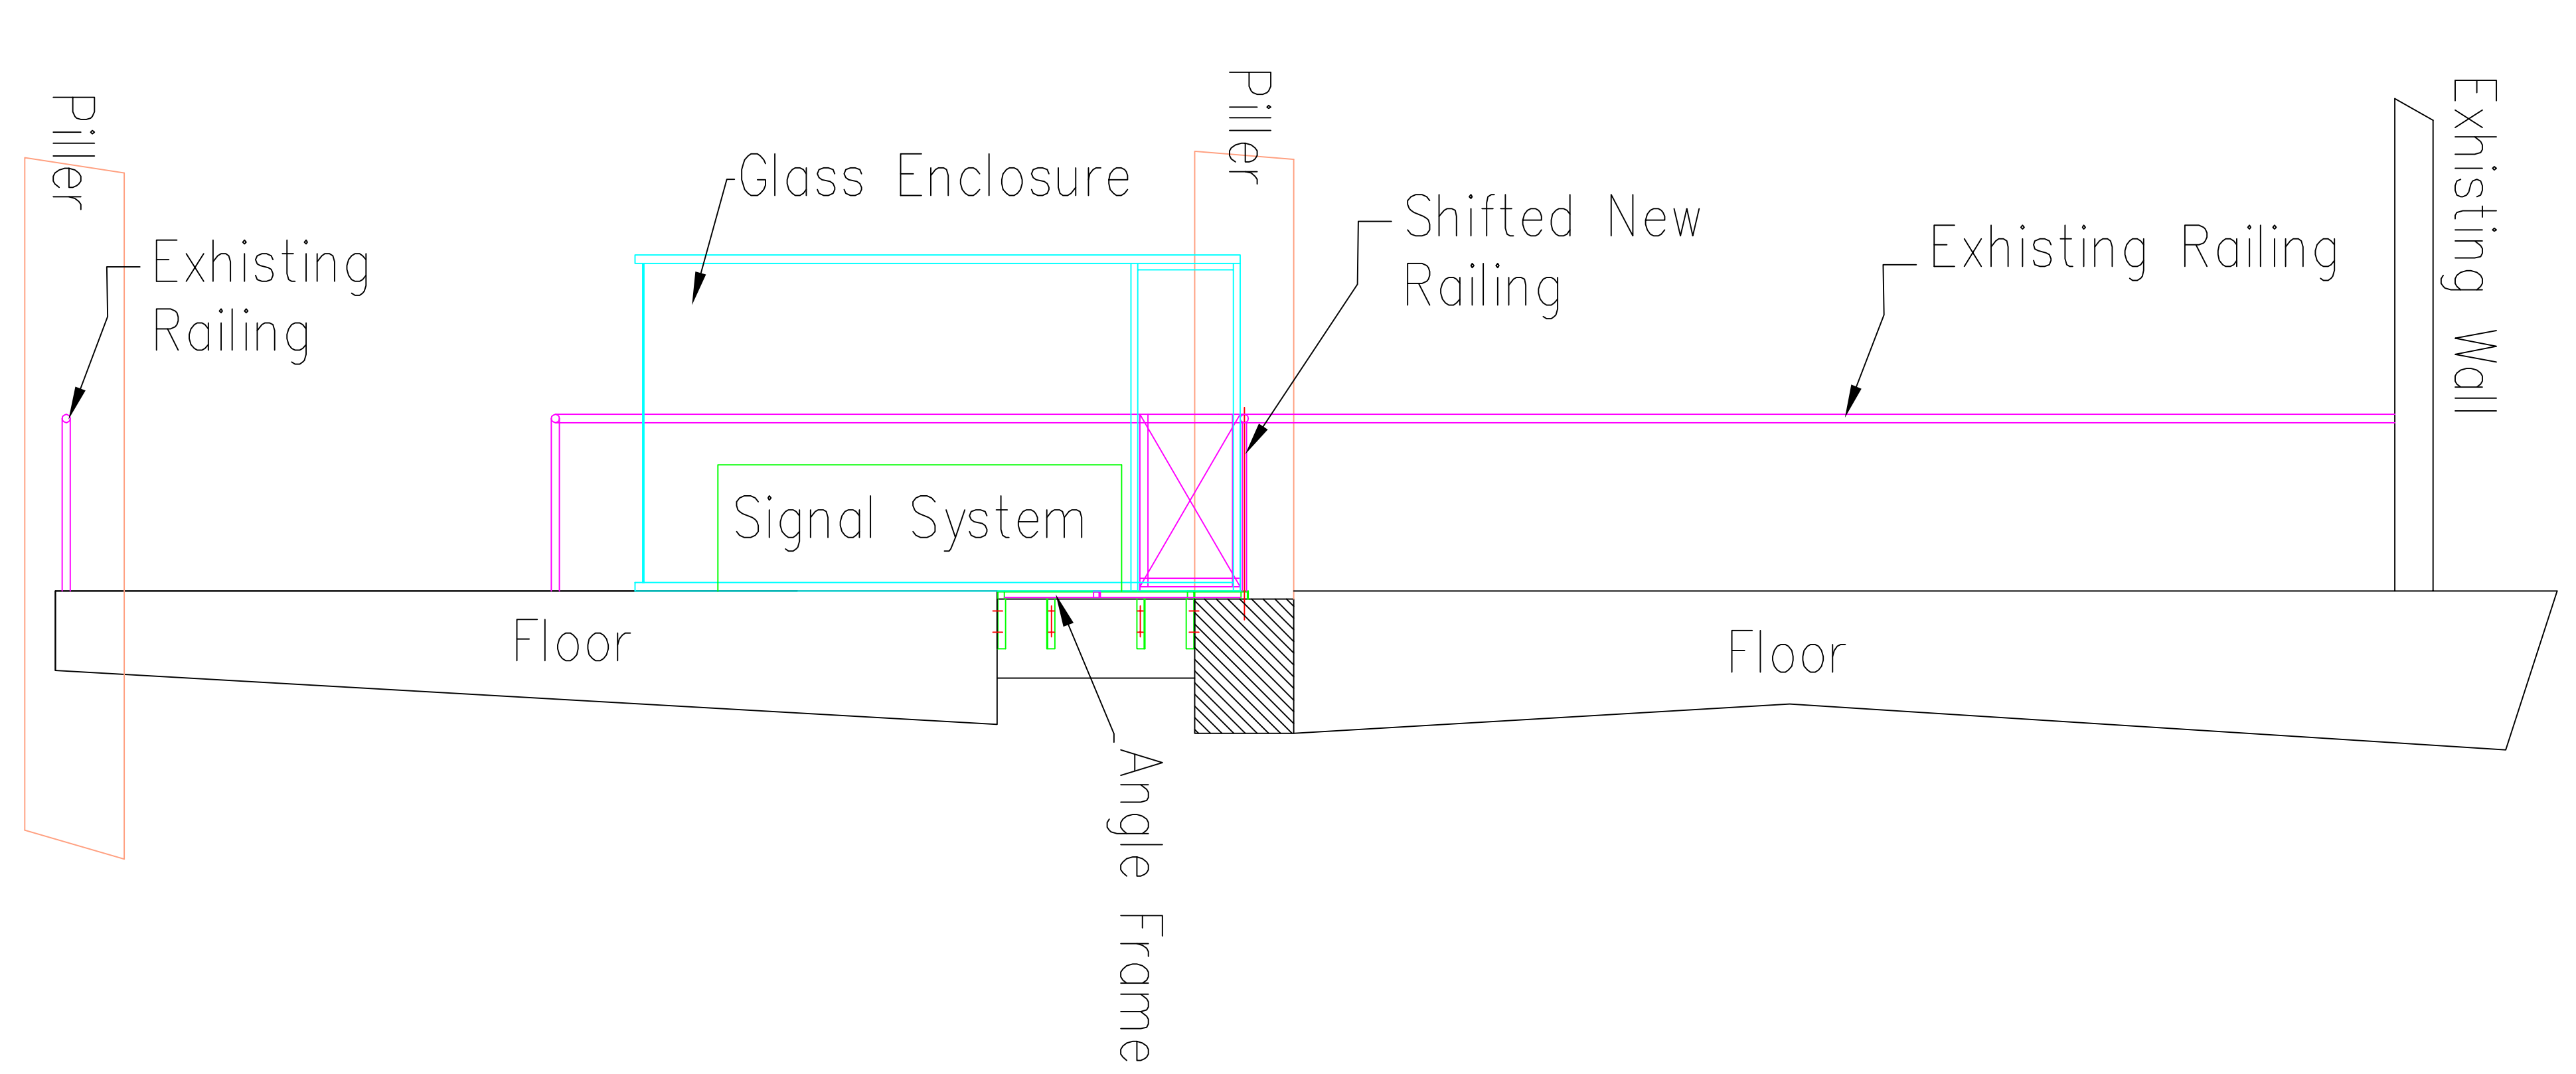 Piller
Exhisting
Railing
Glass Enclosure
Piller
Shifted New
Railing
Exhisting Railing
Exhisting Wall
Signal System
Floor
Floor
Angle Frame